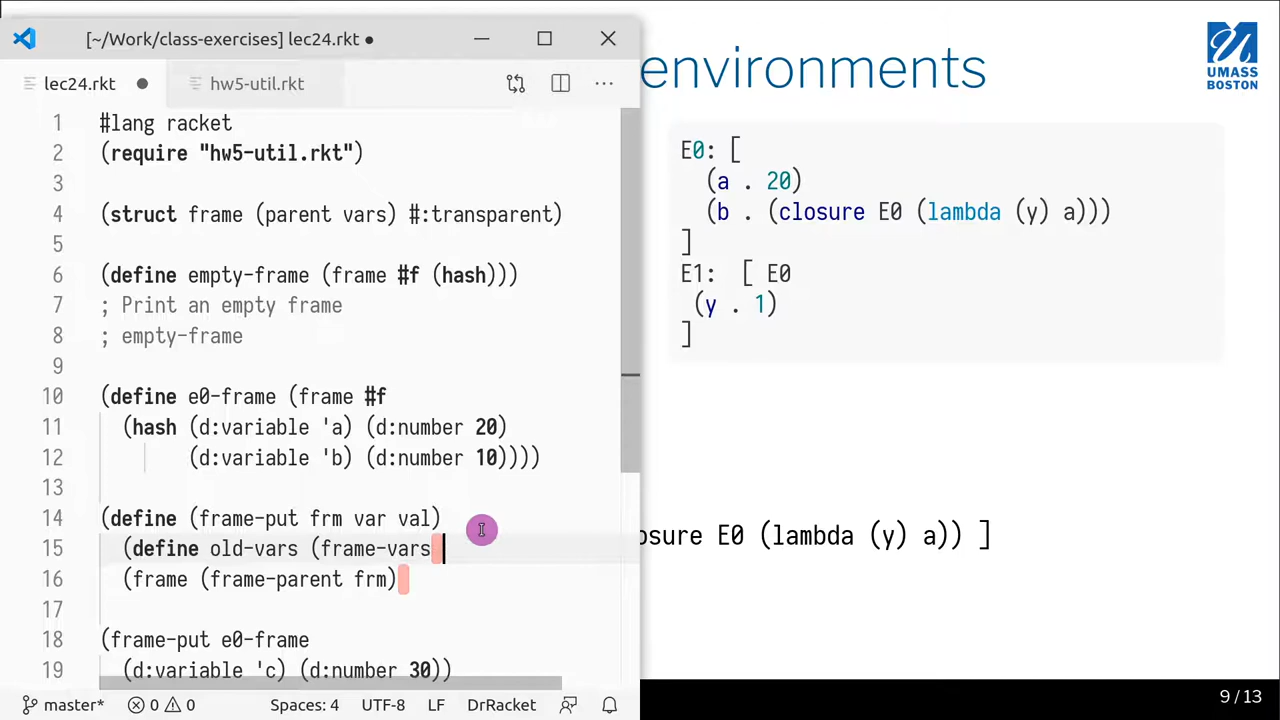 [~/Work/class-exercises] lec24.rkt ●
lec24.rkt
hw5-util.rkt
1 #lang racket
2 (require "hw5-util.rkt")
3
4 (struct frame (parent vars) #:transparent)
5
6 (define empty-frame (frame #f (hash)))
7 ; Print an empty frame
8 ; empty-frame
9
10 (define e0-frame (frame #f
11 (hash (d:variable 'a) (d:number 20)
12 (d:variable 'b) (d:number 10))))
13
14 (define (frame-put frm var val)
15 (define old-vars (frame-vars
16 (frame (frame-parent frm)
17
18 (frame-put e0-frame
19 (d:variable 'c) (d:number 30))
master* 0 0 Spaces: 4 UTF-8 LF DrRacket
environments
UMASS
BOSTON
E0: [
(a . 20)
(b . (closure E0 (lambda (y) a)))
]
E1: [ E0
(y . 1)
]
osure E0 (lambda (y) a)) ]
9 / 13